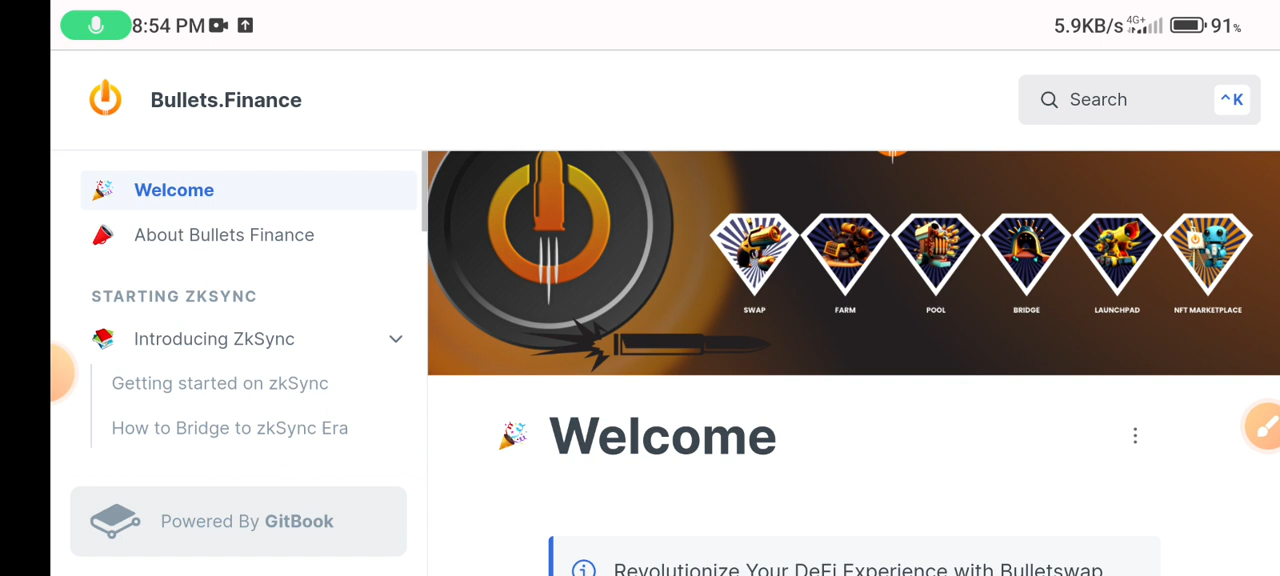 8:54 PM
5.9KB/s 4G+ 91%
Bullets.Finance
Search
^K
Welcome
About Bullets Finance
STARTING ZKSYNC
Introducing ZkSync
Getting started on zkSync
How to Bridge to zkSync Era
Powered By GitBook
SWAP
FARM
POOL
BRIDGE
LAUNCHPAD
NFT MARKETPLACE
Welcome
Revolutionize Your DeFi Experience with Bulletswap